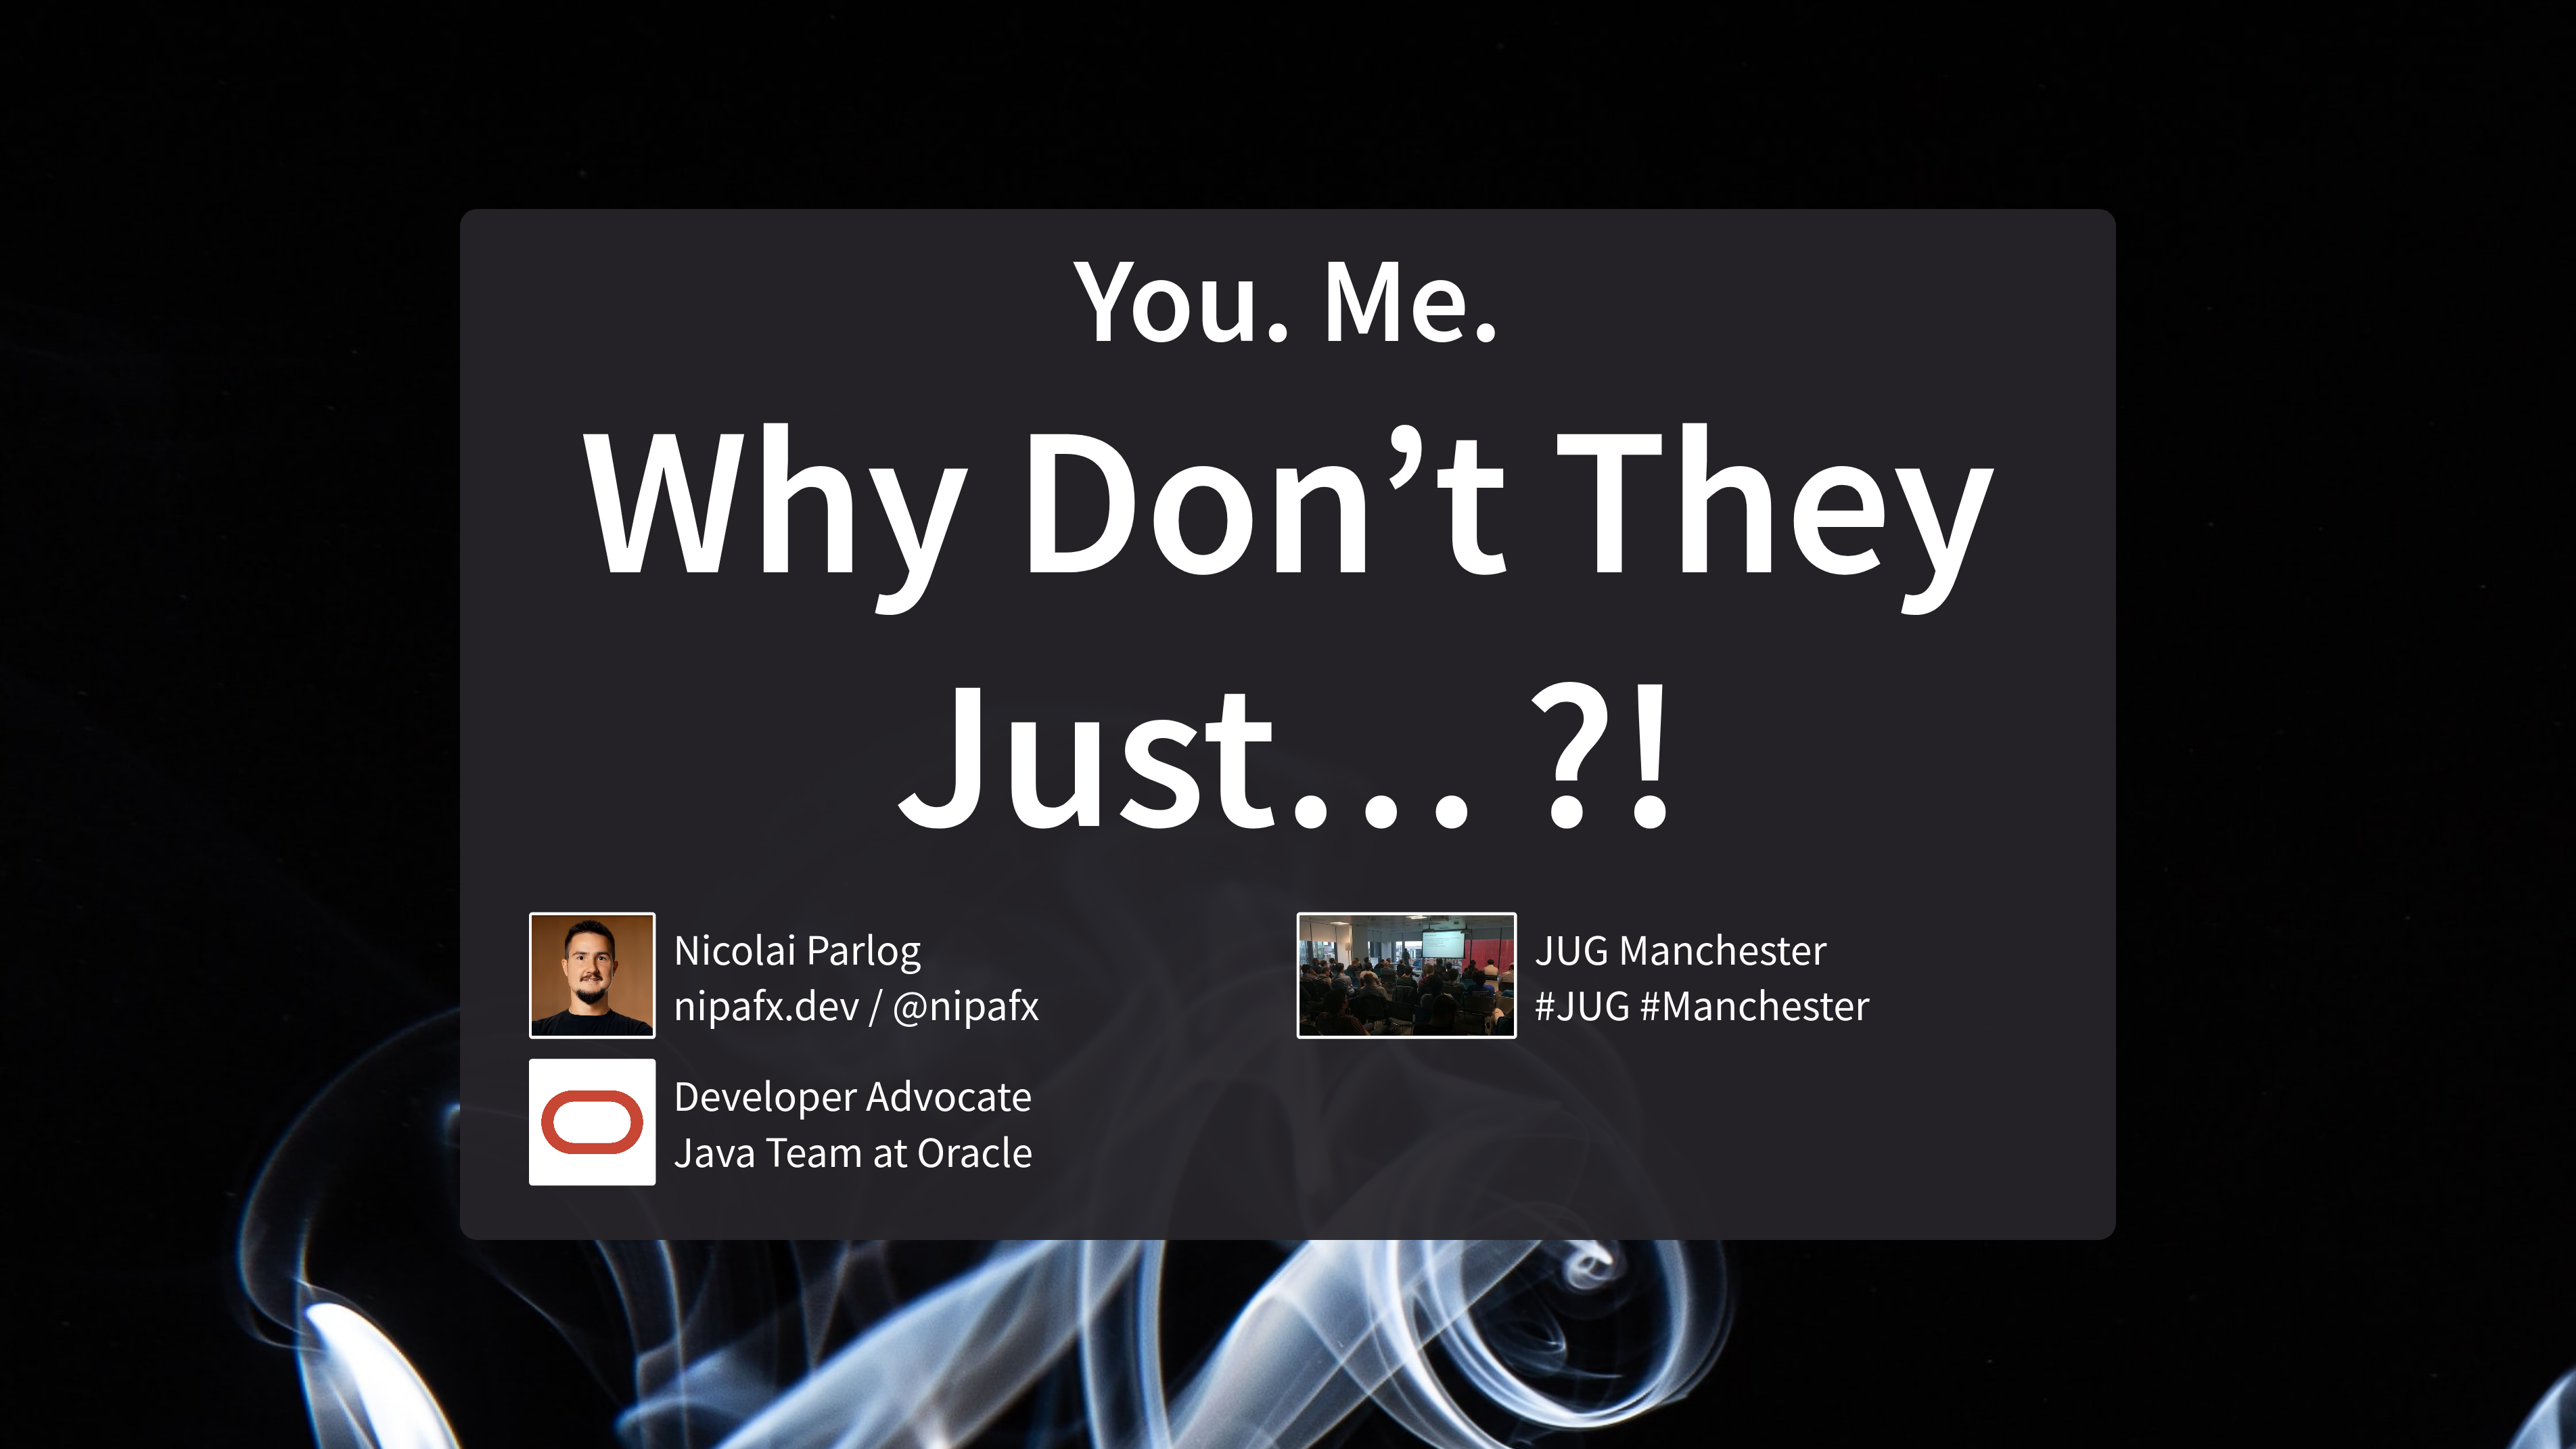 You. Me.
Why Don’t They
Just… ?!
Nicolai Parlog
nipafx.dev / @nipafx
Developer Advocate
Java Team at Oracle
JUG Manchester
#JUG #Manchester